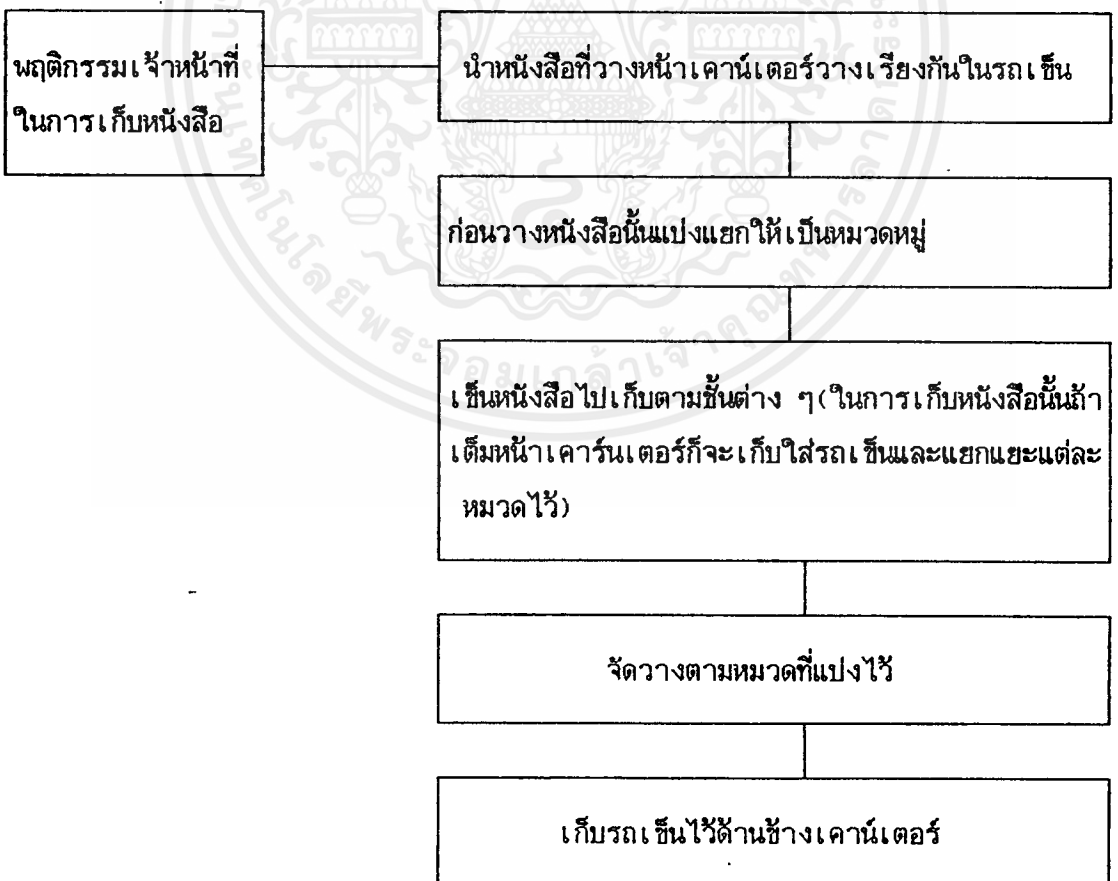 พฤติกรรมเจ้าหน้าที่
ในการเก็บหนังสือ
นำหนังสือที่วางหน้าเคาน์เตอร์วางเรียงกันในรถเข็น
ก่อนวางหนังสือนั้นแบ่งแยกให้เป็นหมวดหมู่
เข็นหนังสือไปเก็บตามชั้นต่าง ๆ(ในการเก็บหนังสือนั้นถ้า
เต็มหน้าเคาร์นเตอร์ก็จะเก็บใส่รถเข็นและแยกแยะแต่ละ
หมวดไว้)
จัดวางตามหมวดที่แบ่งไว้
เก็บรถเข็นไว้ด้านข้างเคาน์เตอร์